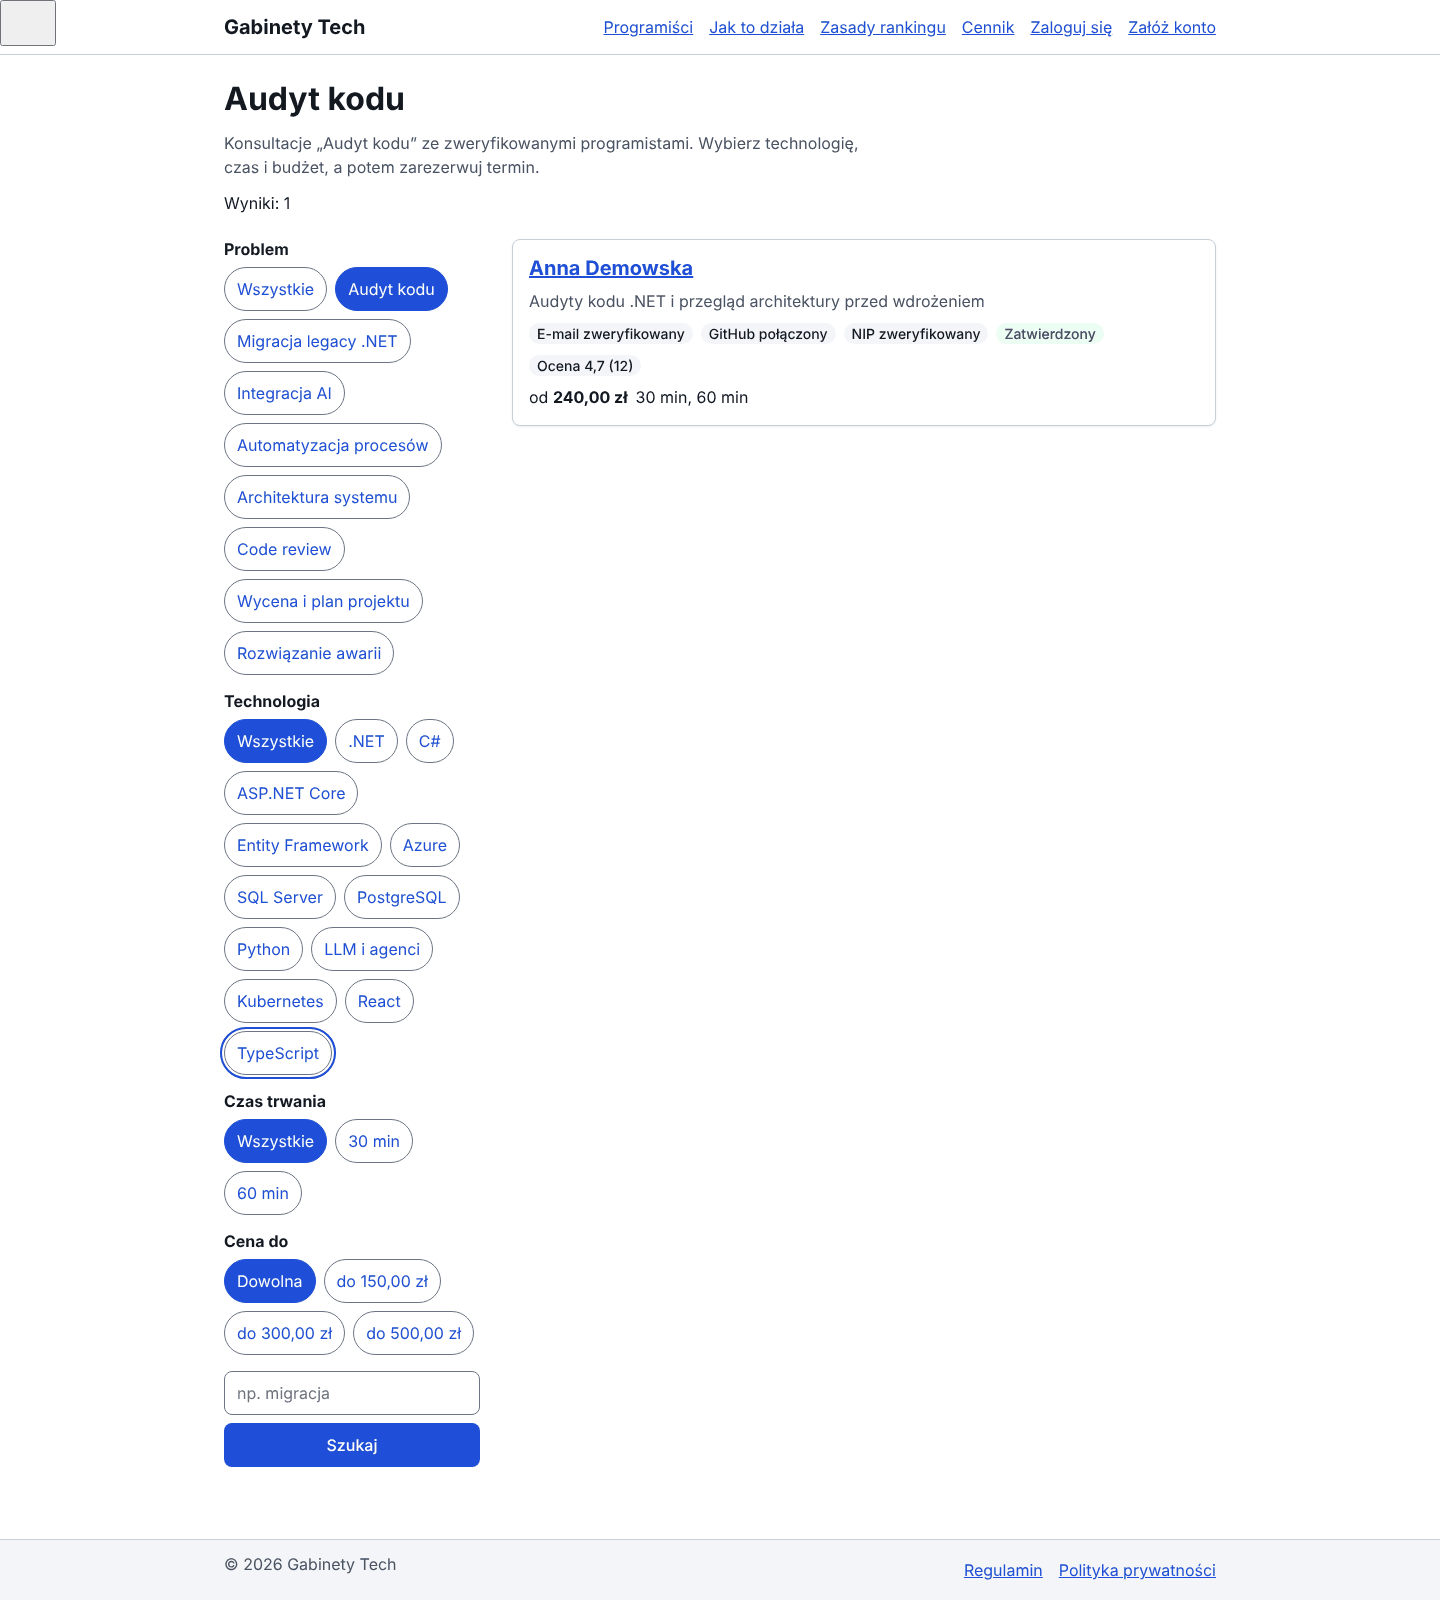 Gabinety Tech
Programiści Jak to działa Zasady rankingu Cennik Zaloguj się Załóż konto
Audyt kodu
Konsultacje „Audyt kodu” ze zweryfikowanymi programistami. Wybierz technologię,
czas i budżet, a potem zarezerwuj termin.
Wyniki: 1
Problem
Wszystkie Audyt kodu
Migracja legacy .NET
Integracja AI
Automatyzacja procesów
Architektura systemu
Code review
Wycena i plan projektu
Rozwiązanie awarii
Technologia
Wszystkie .NET C#
ASP.NET Core
Entity Framework Azure
SQL Server PostgreSQL
Python LLM i agenci
Kubernetes React
TypeScript
Czas trwania
Wszystkie 30 min
60 min
Cena do
Dowolna do 150,00 zł
do 300,00 zł do 500,00 zł
np. migracja
Szukaj
Anna Demowska
Audyty kodu .NET i przegląd architektury przed wdrożeniem
E-mail zweryfikowany GitHub połączony NIP zweryfikowany Zatwierdzony
Ocena 4,7 (12)
od 240,00 zł 30 min, 60 min
© 2026 Gabinety Tech
Regulamin Polityka prywatności